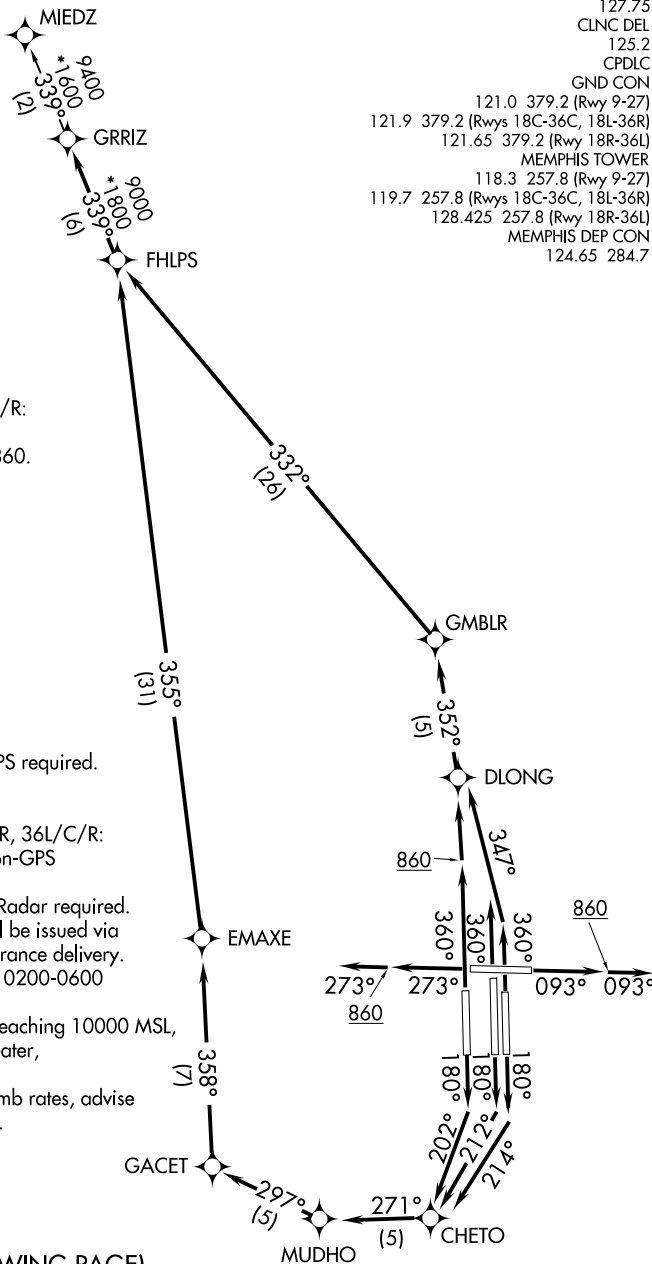 127.75
CLNC DEL
125.2
CPDLC
GND CON
121.0 379.2 (Rwy 9-27)
121.9 379.2 (Rwys 18C-36C, 18L-36R)
121.65 379.2 (Rwy 18R-36L)
MEMPHIS TOWER
118.3 257.8 (Rwy 9-27)
119.7 257.8 (Rwys 18C-36C, 18L-36R)
128.425 257.8 (Rwy 18R-36L)
MEMPHIS DEP CON
124.65 284.7
MIEDZ
9400
*1600
339°
(2)
GRRIZ
9000
*1800
339°
(6)
FHLPS
/R:
360.
332°
(26)
GMBLR
355°
(31)
352°
(5)
PS required.
DLONG
R, 36L/C/R:
on-GPS
347°
860
Radar required.
l be issued via
rance delivery.
0200-0600
860
EMAXE
360°
360°
360°
273°
273°
093°
093°
860
eaching 10000 MSL,
ater,
mb rates, advise
358°
(7)
180°
180°
180°
202°
212°
214°
GACET
297°
(5)
271°
(5)
CHETO
MUDHO
WING PAGE)